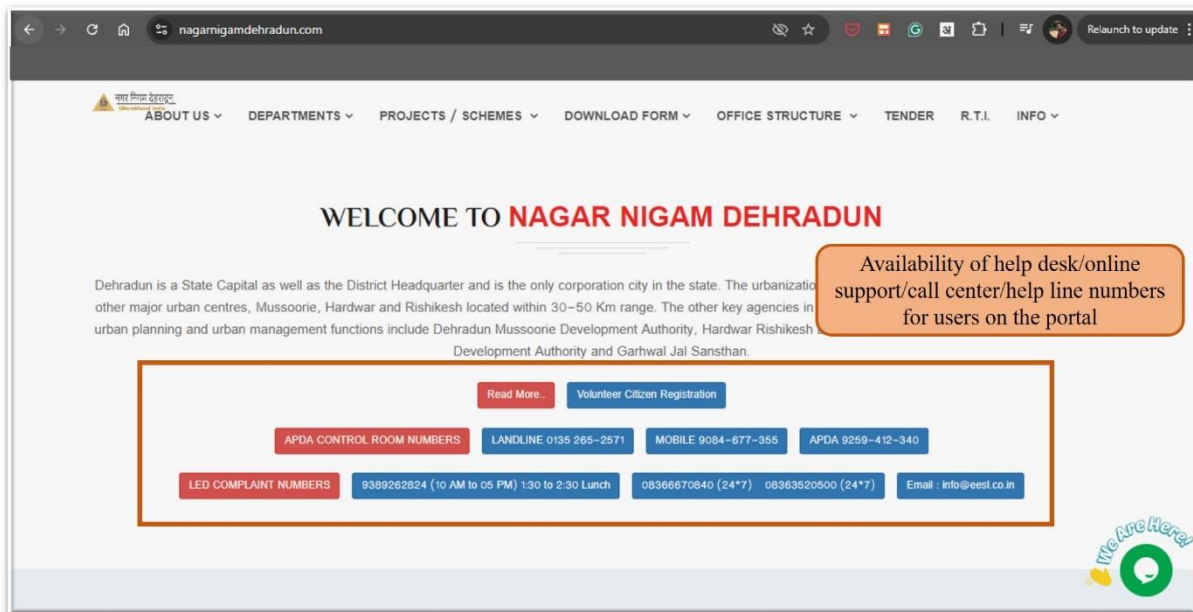 nagarnigamdehradun.com
Relaunch to update
नगर निगम देहरादून
ABOUT US
DEPARTMENTS
PROJECTS / SCHEMES
DOWNLOAD FORM
OFFICE STRUCTURE
TENDER
R.T.I.
INFO
WELCOME TO NAGAR NIGAM DEHRADUN
Availability of help desk/online
support/call center/help line numbers
for users on the portal
Dehradun is a State Capital as well as the District Headquarter and is the only corporation city in the state. The
other major urban centres, Mussoorie, Hardwar and Rishikesh located within 30–50 Km range. The other key agencies in
urban planning and urban management functions include Dehradun Mussoorie Development Authority, Hardwar Rishikesh
Development Authority and Garhwal Jal Sansthan.
Read More..
Volunteer Citizen Registration
APDA CONTROL ROOM NUMBERS
LANDLINE 0135 265–2571
MOBILE 9084–677–355
APDA 9259–412–340
LED COMPLAINT NUMBERS
9389262824 (10 AM to 05 PM) 1:30 to 2:30 Lunch
08366670840 (24*7) 08363520500 (24*7)
Email : info@eesl.co.in
We Are Here!